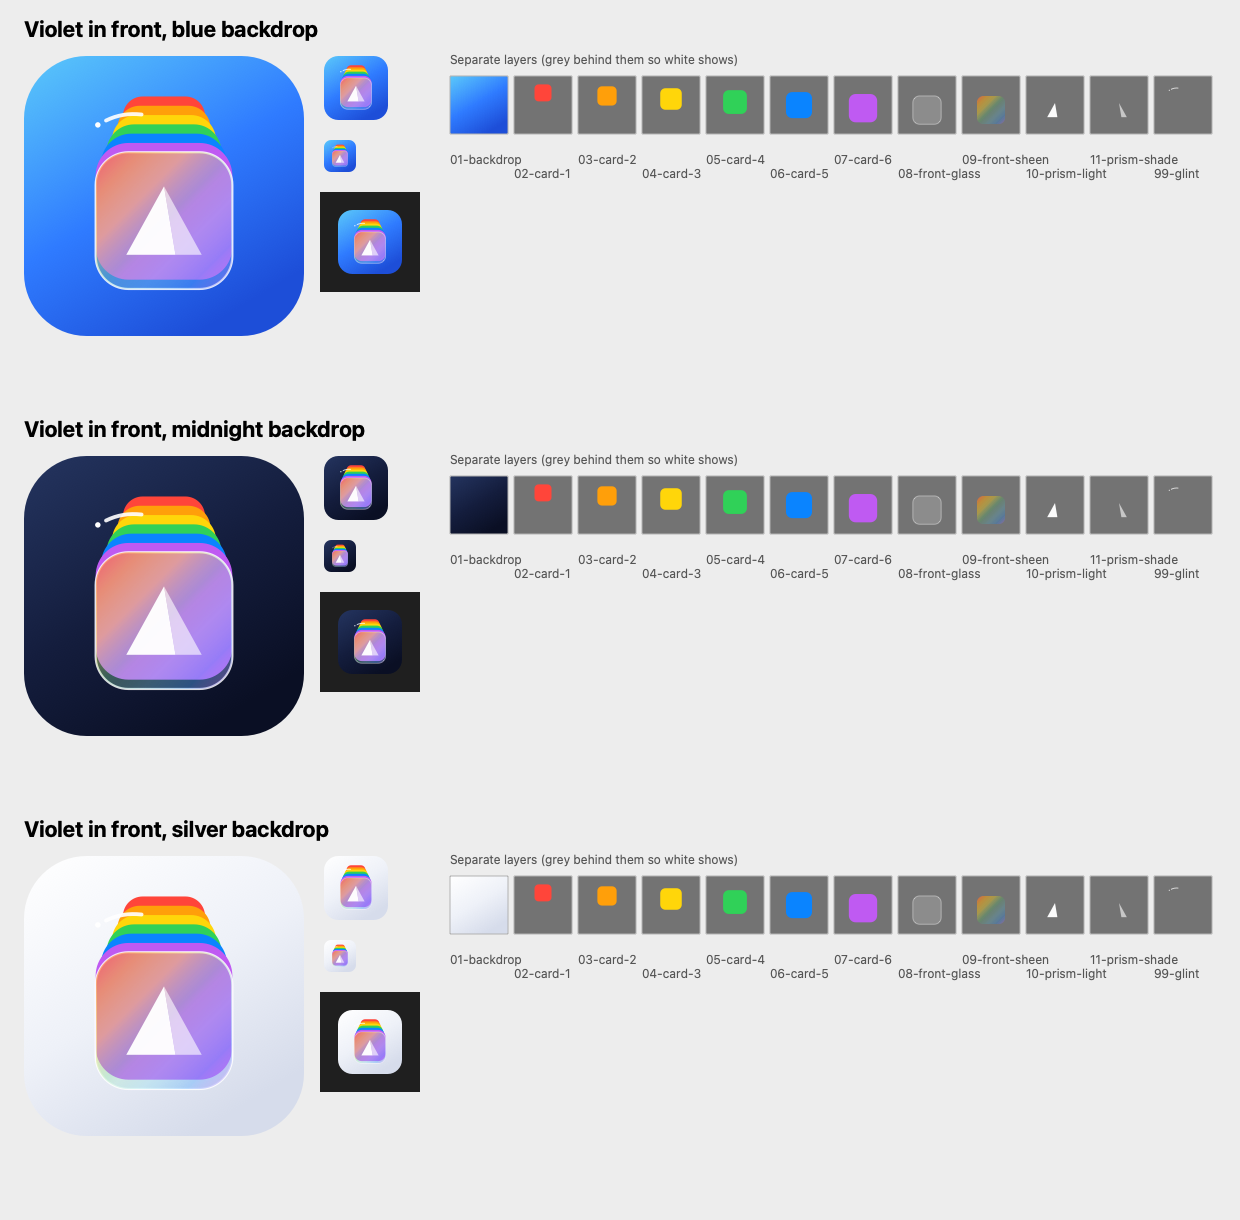 Violet in front, blue backdrop
Separate layers (grey behind them so white shows)
01-backdrop
02-card-1
03-card-2
04-card-3
05-card-4
06-card-5
07-card-6
08-front-glass
09-front-sheen
10-prism-light
11-prism-shade
99-glint
Violet in front, midnight backdrop
Separate layers (grey behind them so white shows)
01-backdrop
02-card-1
03-card-2
04-card-3
05-card-4
06-card-5
07-card-6
08-front-glass
09-front-sheen
10-prism-light
11-prism-shade
99-glint
Violet in front, silver backdrop
Separate layers (grey behind them so white shows)
01-backdrop
02-card-1
03-card-2
04-card-3
05-card-4
06-card-5
07-card-6
08-front-glass
09-front-sheen
10-prism-light
11-prism-shade
99-glint